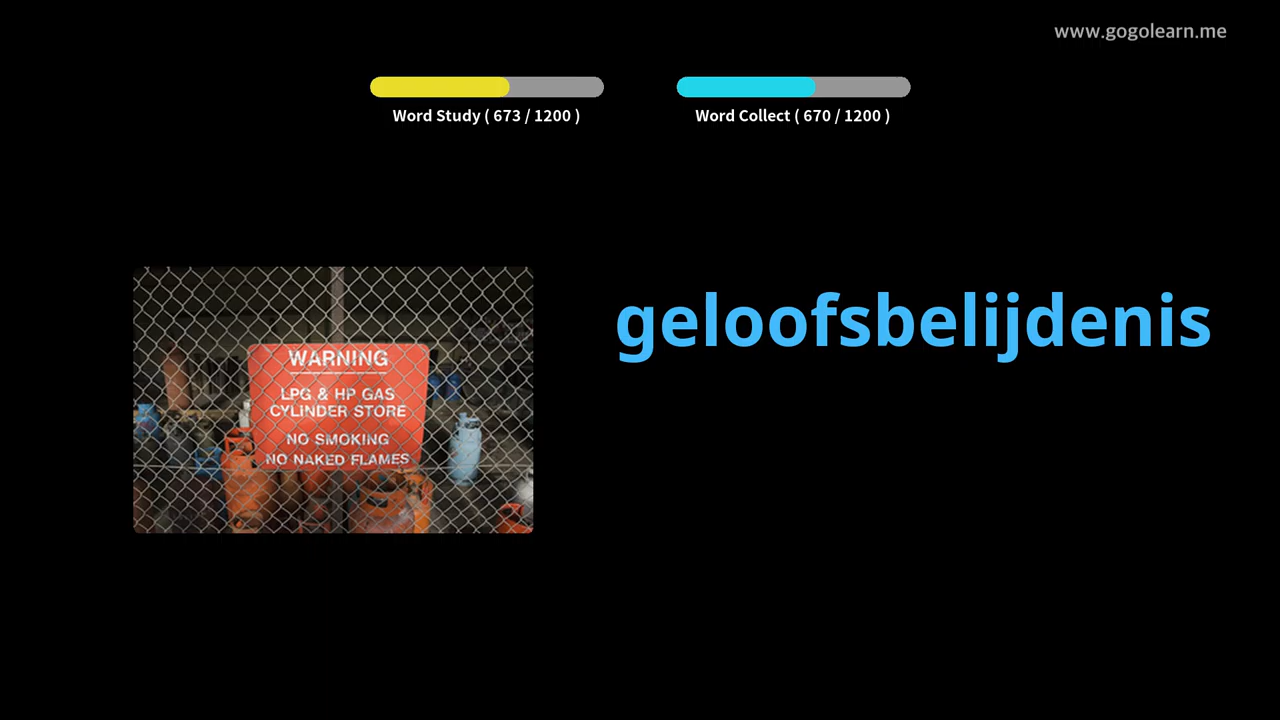 www.gogolearn.me
Word Study ( 673 / 1200 )
Word Collect ( 670 / 1200 )
geloofsbelijdenis
WARNING
LPG & HP GAS
CYLINDER STORE
NO SMOKING
NO NAKED FLAMES